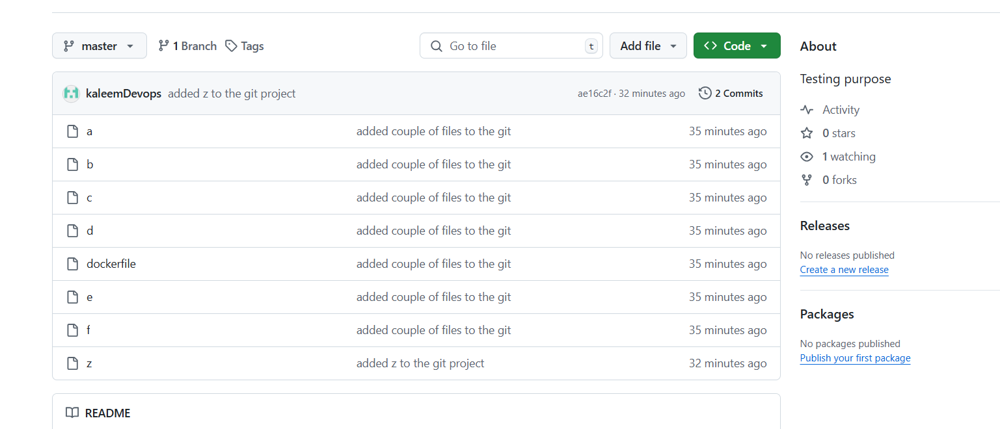 master 1 Branch Tags Go to file t Add file Code
kaleemDevops added z to the git project ae16c2f · 32 minutes ago 2 Commits
a added couple of files to the git 35 minutes ago
b added couple of files to the git 35 minutes ago
c added couple of files to the git 35 minutes ago
d added couple of files to the git 35 minutes ago
dockerfile added couple of files to the git 35 minutes ago
e added couple of files to the git 35 minutes ago
f added couple of files to the git 35 minutes ago
z added z to the git project 32 minutes ago
README
About
Testing purpose
Activity
0 stars
1 watching
0 forks
Releases
No releases published
Create a new release
Packages
No packages published
Publish your first package